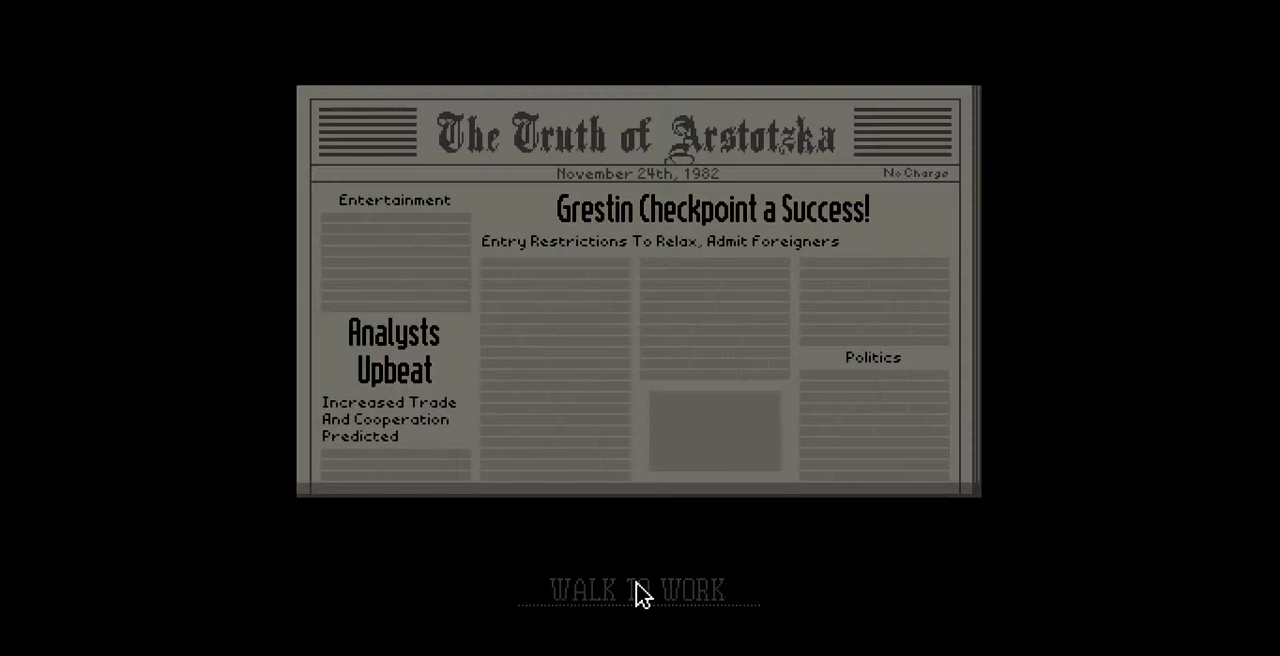 The Truth of Arstotzka
November 24th, 1982
No Charge
Entertainment
Analysts
Upbeat
Increased Trade
And Cooperation
Predicted
Grestin Checkpoint a Success!
Entry Restrictions To Relax, Admit Foreigners
Politics
WALK TO WORK